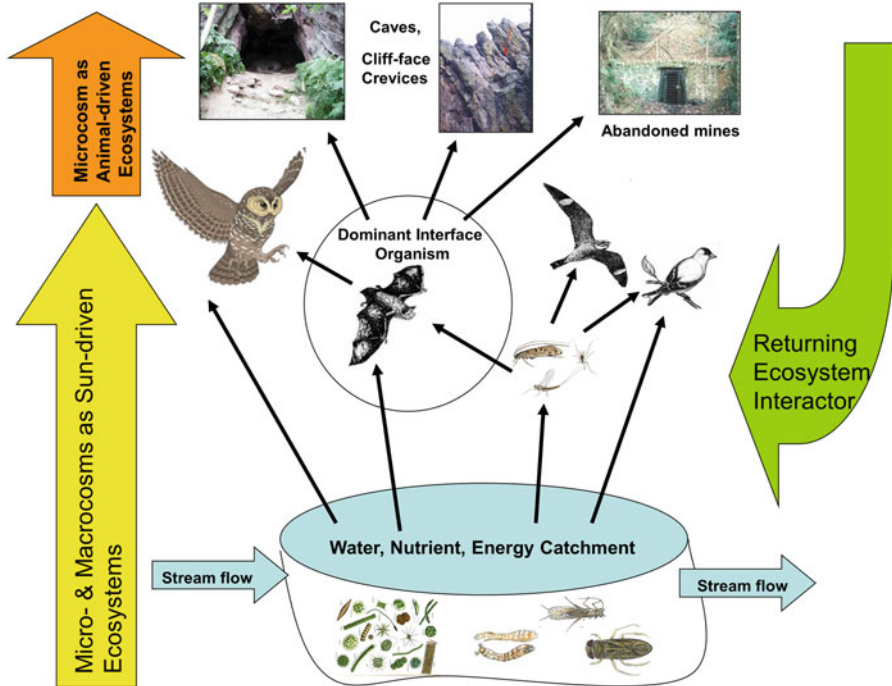 Caves,
Cliff-face
Crevices
Abandoned mines
Microcosm as
Animal-driven
Ecosystems
Dominant Interface
Organism
Returning
Ecosystem
Interactor
Micro- & Macrocosms as Sun-driven
Ecosystems
Water, Nutrient, Energy Catchment
Stream flow
Stream flow